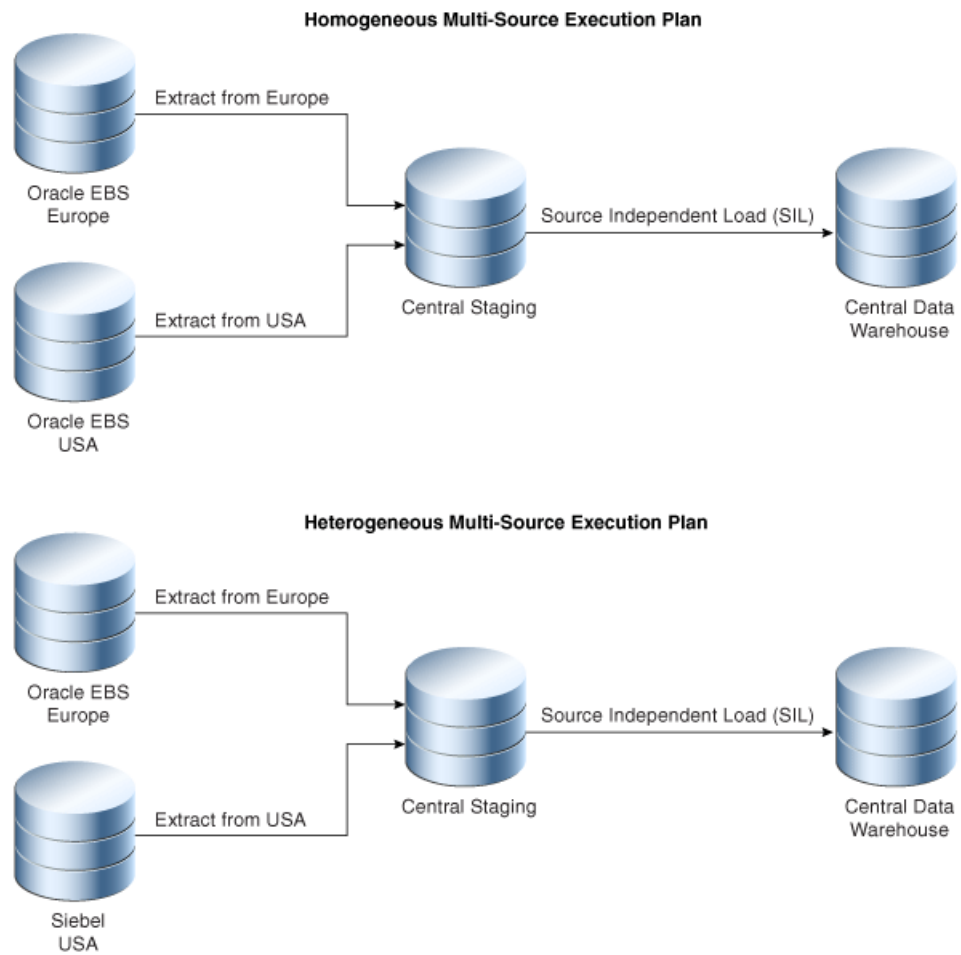 Homogeneous Multi-Source Execution Plan
Extract from Europe
Oracle EBS
Europe
Source Independent Load (SIL)
Central Staging
Central Data
Warehouse
Extract from USA
Oracle EBS
USA
Heterogeneous Multi-Source Execution Plan
Extract from Europe
Oracle EBS
Europe
Source Independent Load (SIL)
Central Staging
Central Data
Warehouse
Extract from USA
Siebel
USA